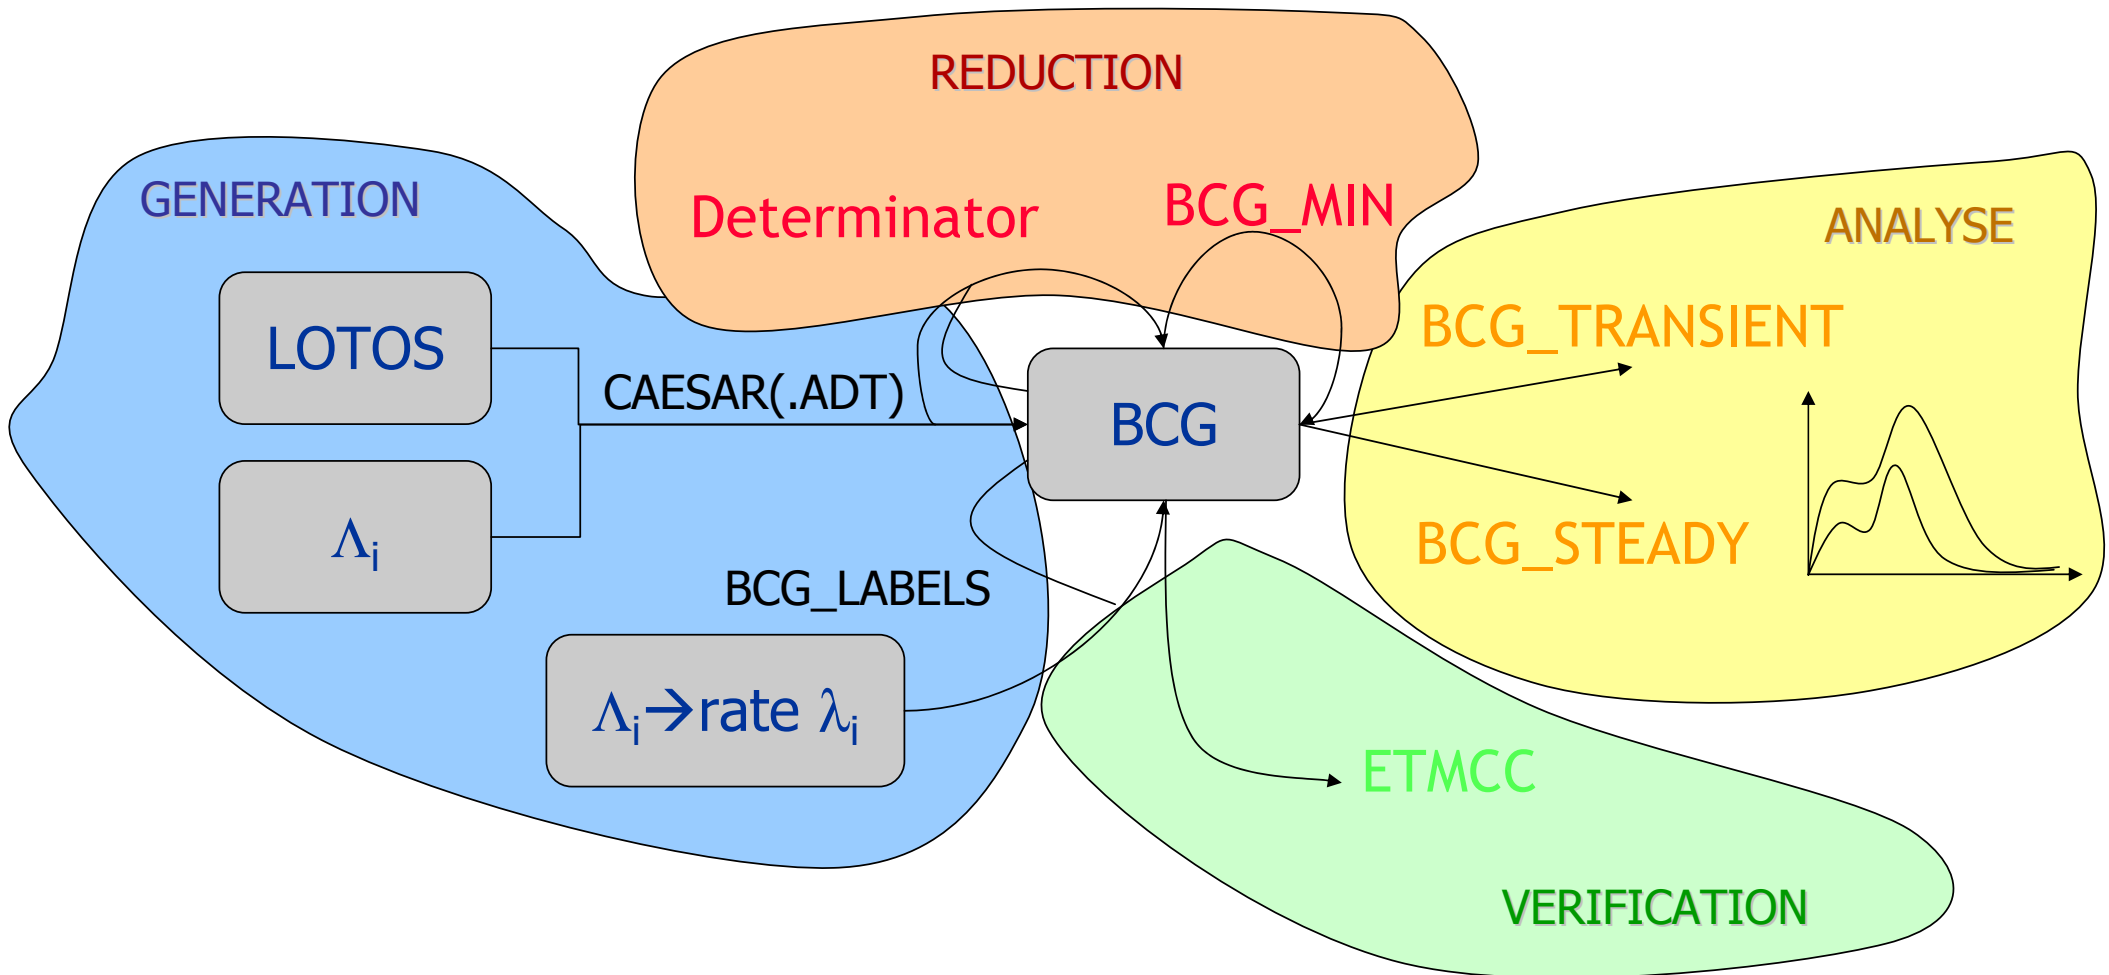 REDUCTION
GENERATION
Determinator
BCG_MIN
ANALYSE
LOTOS
CAESAR(.ADT)
BCG
BCG_TRANSIENT
Λi
BCG_STEADY
BCG_LABELS
Λi→rate λi
ETMCC
VERIFICATION